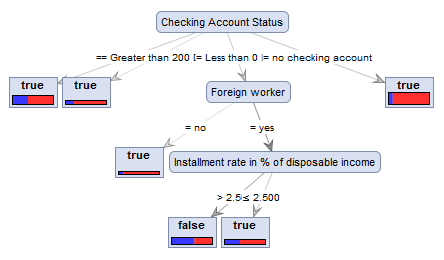 Checking Account Status
== Greater than 200 != Less than 0 != no checking account
true
true
Foreign worker
true
= no
= yes
true
Installment rate in % of disposable income
> 2.5 ≤ 2.500
false
true